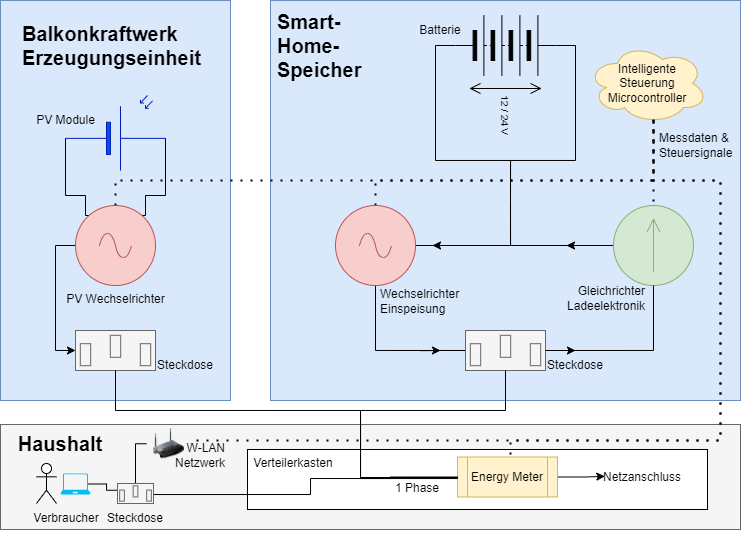 Balkonkraftwerk
Erzeugungseinheit
PV Module
PV Wechselrichter
Steckdose
Smart-
Home-
Speicher
Batterie
12 / 24 V
Intelligente
Steuerung
Microcontroller
Messdaten &
Steuersignale
Wechselrichter
Einspeisung
Gleichrichter
Ladeelektronik
Steckdose
Haushalt
W-LAN
Netzwerk
Verbraucher
Steckdose
Verteilerkasten
1 Phase
Energy Meter
Netzanschluss